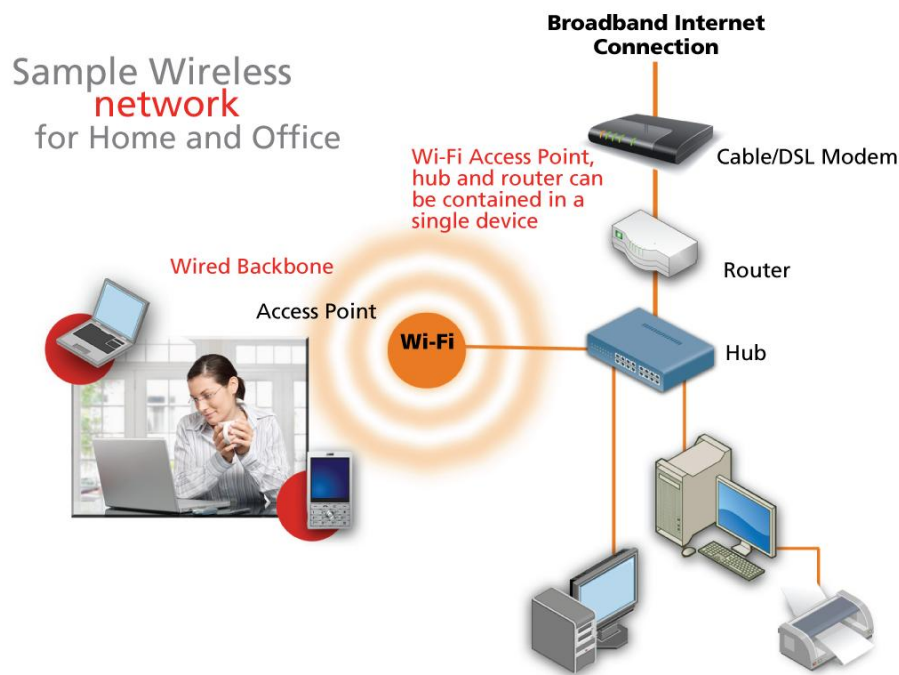 Sample Wireless
network
for Home and Office
Broadband Internet
Connection
Cable/DSL Modem
Wi-Fi Access Point,
hub and router can
be contained in a
single device
Router
Wired Backbone
Access Point
Wi-Fi
Hub